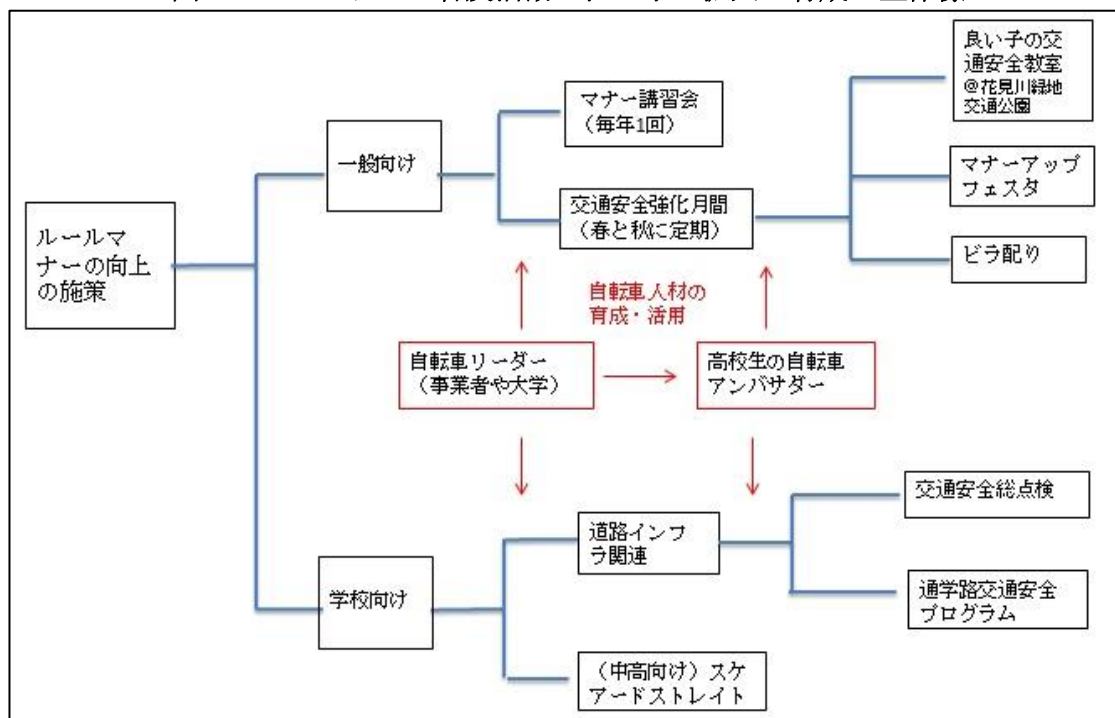 ルールマ
ナーの向上
の施策
一般向け
マナー講習会
（毎年1回）
交通安全強化月間
（春と秋に定期）
良い子の交
通安全教室
@花見川緑地
交通公園
マナーアップ
フェスタ
ビラ配り
自転車人材の
育成・活用
自転車リーダー
（事業者や大学）
高校生の自転車
アンバサダー
学校向け
道路インフ
ラ関連
交通安全総点検
通学路交通安全
プログラム
（中高向け）スケ
アードストレイト